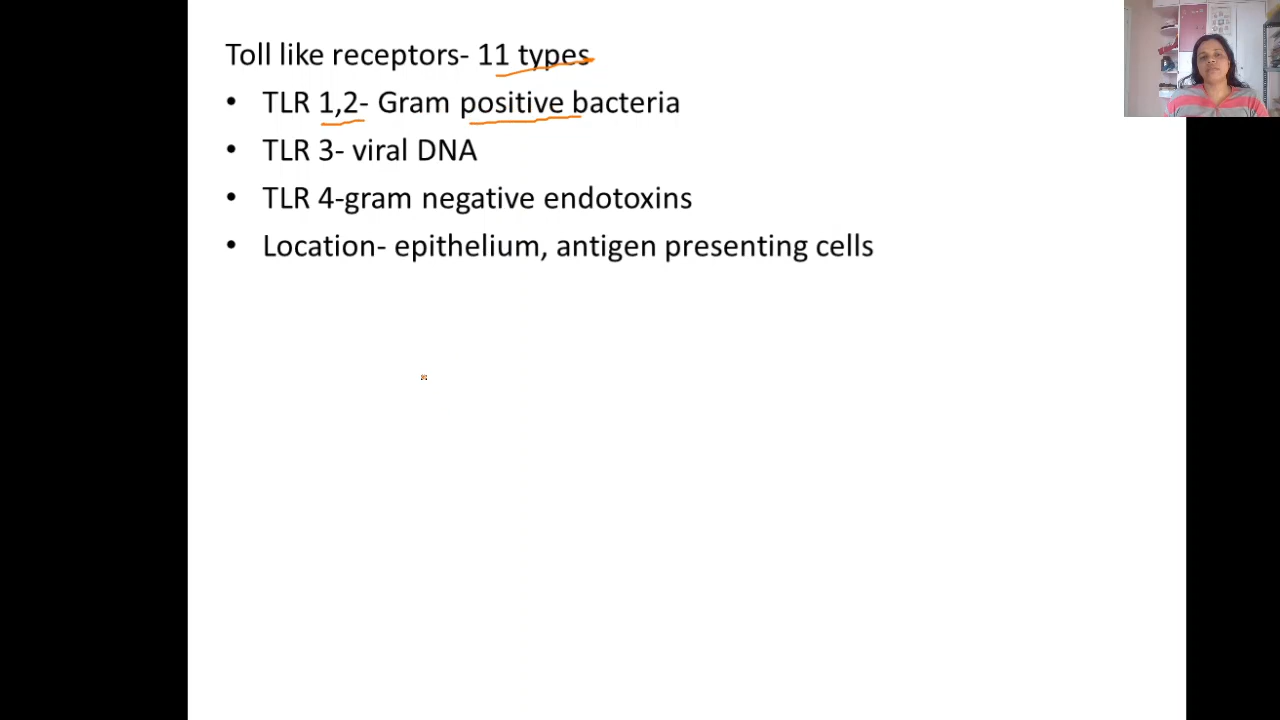 Toll like receptors- 11 types
• TLR 1,2- Gram positive bacteria
• TLR 3- viral DNA
• TLR 4-gram negative endotoxins
• Location- epithelium, antigen presenting cells